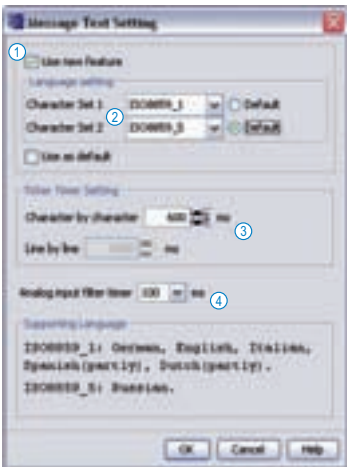 Message Text Setting
1
Use new feature
Language setting
Character Set 1 ISO8859_1 Default
2
Character Set 2 ISO8859_5 Default
Use as default
Ticker Timer Setting
Character by character 600 ms
3
Line by line ms
Analog input filter timer 100 ms
4
Supporting Language
ISO8859_1: German, English, Italian,
Spanish(partly), Dutch(partly).
ISO8859_5: Russian.
OK Cancel Help